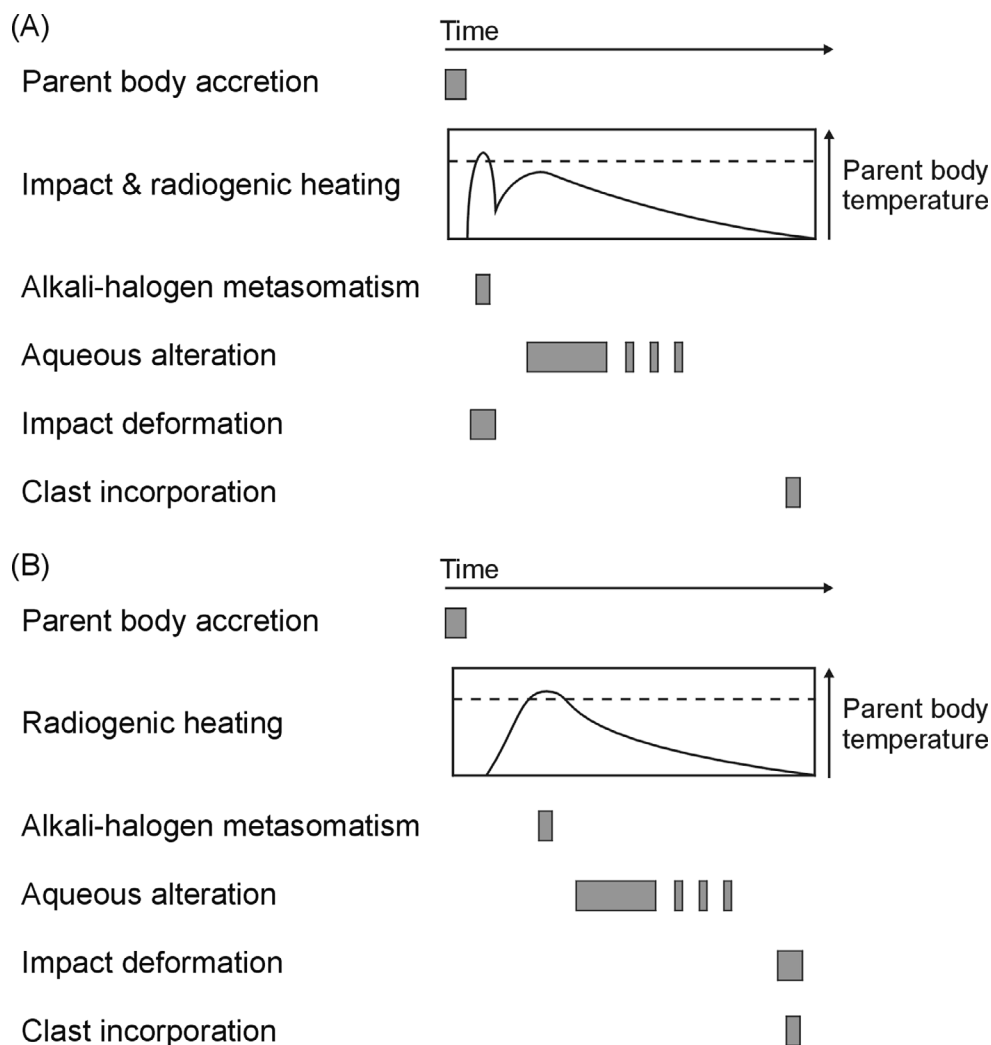 (A)
Time
Parent body accretion
Impact & radiogenic heating
Parent body
temperature
Alkali-halogen metasomatism
Aqueous alteration
Impact deformation
Clast incorporation
(B)
Time
Parent body accretion
Radiogenic heating
Parent body
temperature
Alkali-halogen metasomatism
Aqueous alteration
Impact deformation
Clast incorporation